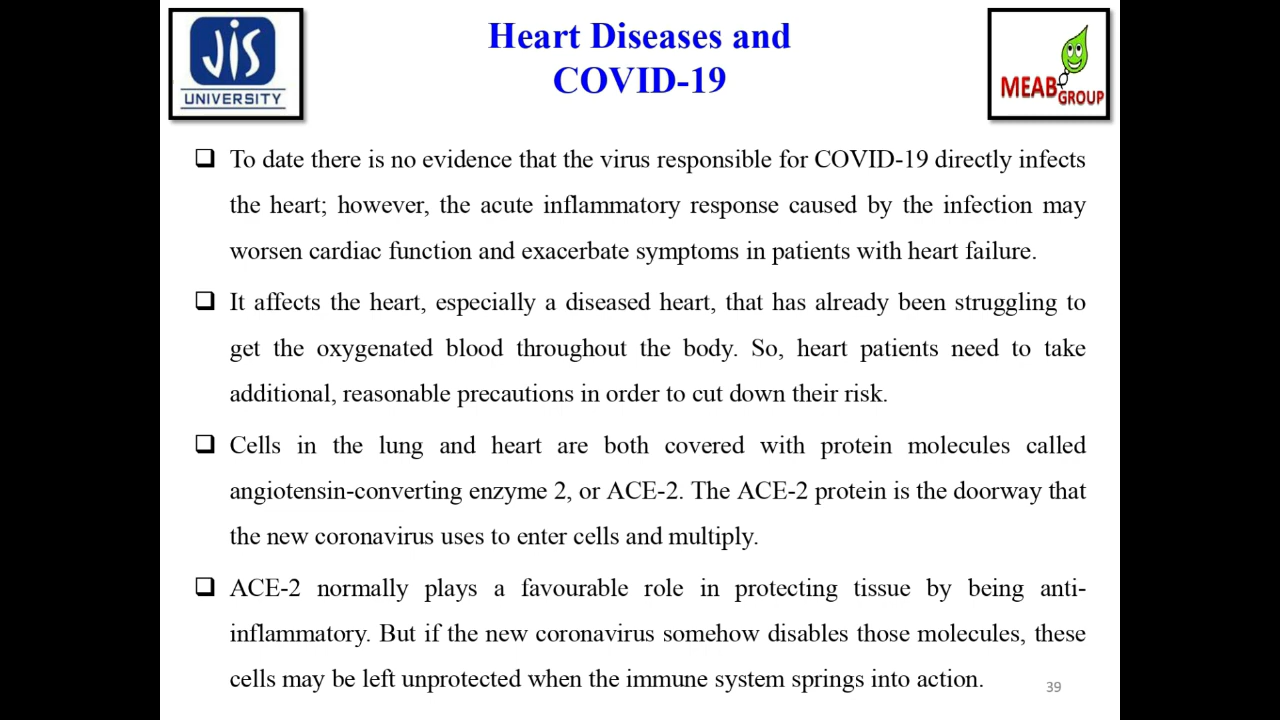 JIS
UNIVERSITY
Heart Diseases and
COVID-19
MEAB
GROUP
To date there is no evidence that the virus responsible for COVID-19 directly infects
the heart; however, the acute inflammatory response caused by the infection may
worsen cardiac function and exacerbate symptoms in patients with heart failure.
It affects the heart, especially a diseased heart, that has already been struggling to
get the oxygenated blood throughout the body. So, heart patients need to take
additional, reasonable precautions in order to cut down their risk.
Cells in the lung and heart are both covered with protein molecules called
angiotensin-converting enzyme 2, or ACE-2. The ACE-2 protein is the doorway that
the new coronavirus uses to enter cells and multiply.
ACE-2 normally plays a favourable role in protecting tissue by being anti-
inflammatory. But if the new coronavirus somehow disables those molecules, these
cells may be left unprotected when the immune system springs into action.
39